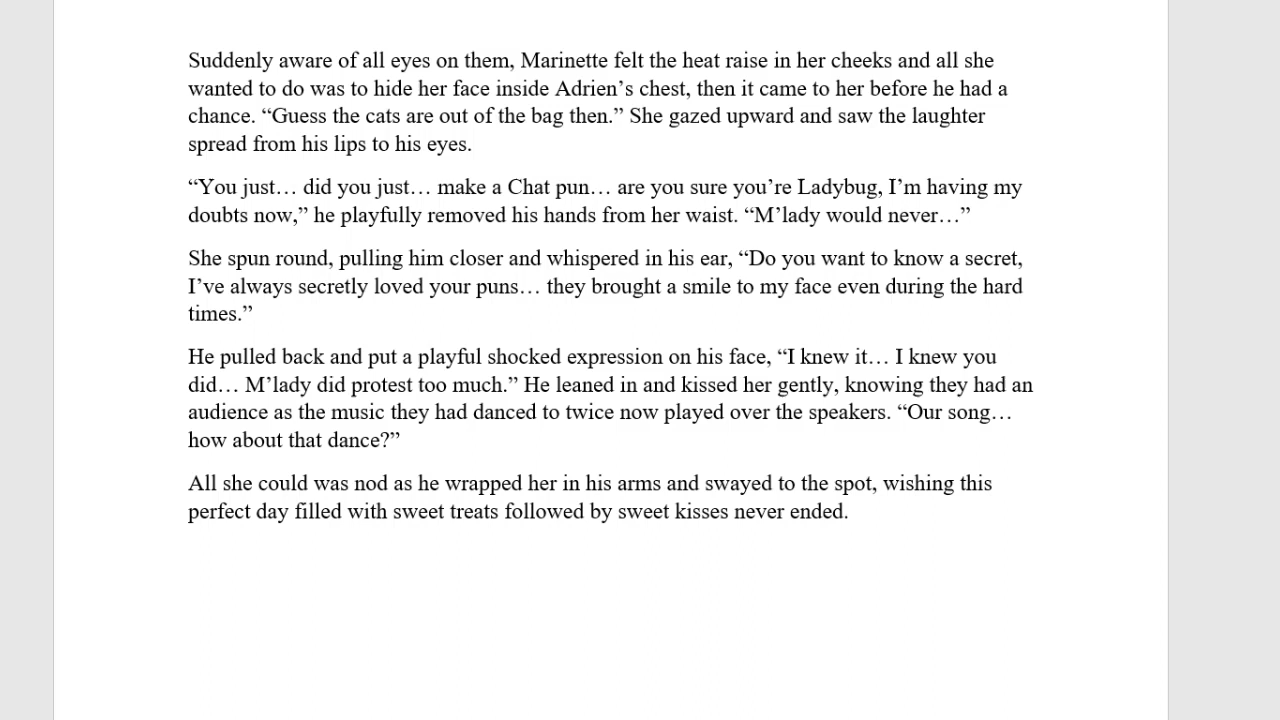 Suddenly aware of all eyes on them, Marinette felt the heat raise in her cheeks and all she
wanted to do was to hide her face inside Adrien’s chest, then it came to her before he had a
chance. “Guess the cats are out of the bag then.” She gazed upward and saw the laughter
spread from his lips to his eyes.
“You just… did you just… make a Chat pun… are you sure you’re Ladybug, I’m having my
doubts now,” he playfully removed his hands from her waist. “M’lady would never…”
She spun round, pulling him closer and whispered in his ear, “Do you want to know a secret,
I’ve always secretly loved your puns… they brought a smile to my face even during the hard
times.”
He pulled back and put a playful shocked expression on his face, “I knew it… I knew you
did… M’lady did protest too much.” He leaned in and kissed her gently, knowing they had an
audience as the music they had danced to twice now played over the speakers. “Our song…
how about that dance?”
All she could was nod as he wrapped her in his arms and swayed to the spot, wishing this
perfect day filled with sweet treats followed by sweet kisses never ended.